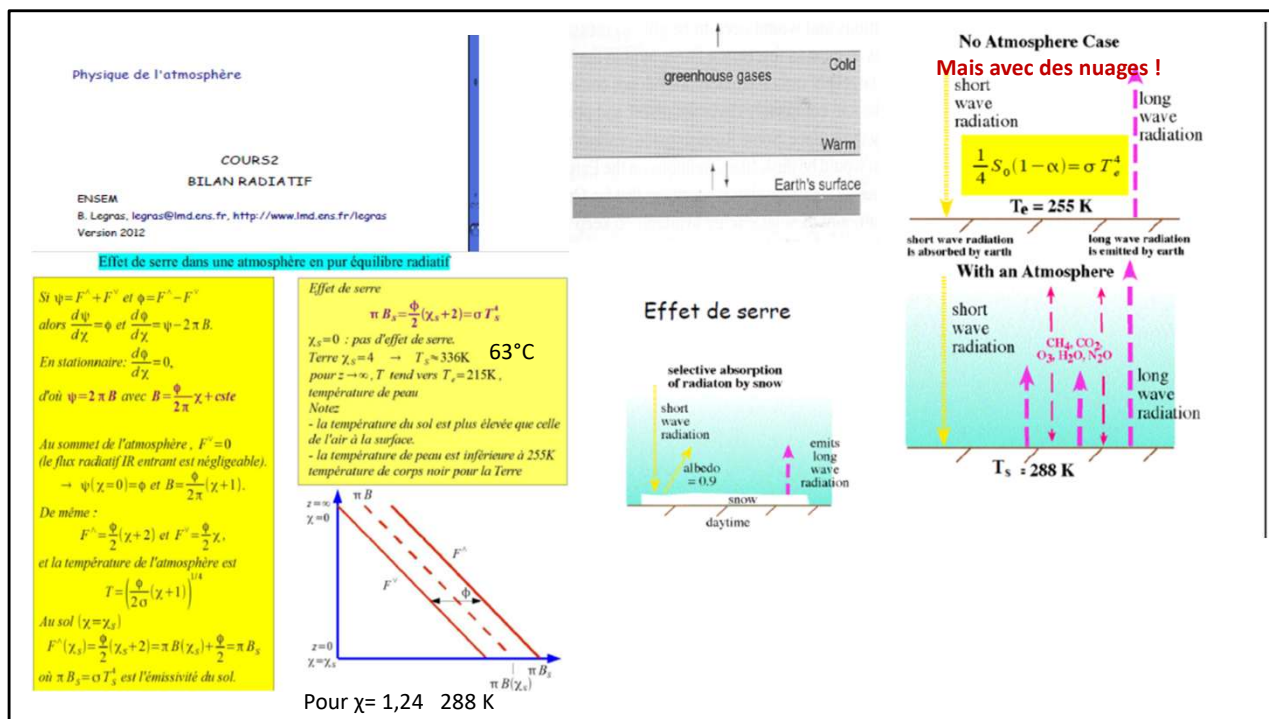 Physique de l'atmosphère
COURS2
BILAN RADIATIF
ENSEM
B. Legras, legras@lmd.ens.fr, http://www.lmd.ens.fr/legras
Version 2012
Effet de serre dans une atmosphère en pur équilibre radiatif
Si ψ=F^+F˅ et ϕ=F^−F˅
alors dψ/dχ=ϕ et dϕ/dχ=ψ−2πB.
En stationnaire: dϕ/dχ=0,
d'où ψ=2πB avec B=ϕ/2π χ+cste
Au sommet de l'atmosphère, F˅=0
(le flux radiatif IR entrant est négligeable).
→ ψ(χ=0)=ϕ et B=ϕ/2π(χ+1).
De même :
F^=ϕ/2(χ+2) et F˅=ϕ/2 χ,
et la température de l'atmosphère est
T=(ϕ/2σ(χ+1))^1/4
Au sol (χ=χs)
F^(χs)=ϕ/2(χs+2)=πB(χs)+ϕ/2=πBs
où πBs=σTs^4 est l'émissivité du sol.
Effet de serre
πBs=ϕ/2(χs+2)=σTs^4
χs=0 : pas d'effet de serre.
Terre χs=4 → Ts≈336K
63°C
pour z→∞, T tend vers Te=215K,
température de peau
Notez
- la température du sol est plus élevée que celle
de l'air à la surface.
- la température de peau est inférieure à 255K
température de corps noir pour la Terre
z=∞
χ=0
πB
F^
F˅
ϕ
z=0
χ=χs
πBs
πB(χs)
Pour χ= 1,24 288 K
greenhouse gases
Cold
Warm
Earth's surface
Effet de serre
selective absorption
of radiaton by snow
short
wave
radiation
albedo
= 0.9
emits
long
wave
radiation
snow
daytime
No Atmosphere Case
Mais avec des nuages !
short
wave
radiation
long
wave
radiation
1/4 So(1−α)=σ Te^4
Te = 255 K
short wave radiation
is absorbed by earth
long wave radiation
is emitted by earth
With an Atmosphere
short
wave
radiation
CH4, CO2,
O3, H2O, N2O
long
wave
radiation
Ts = 288 K